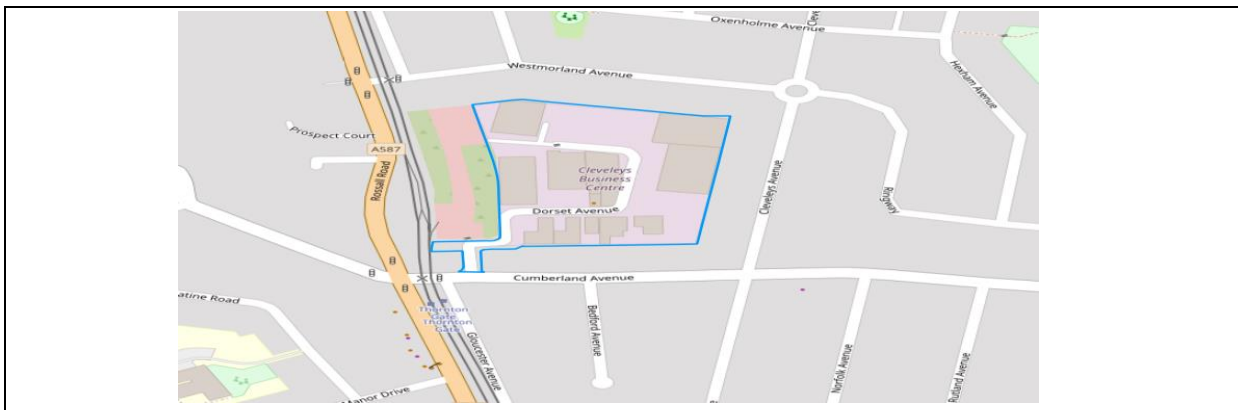 Oxenholme Avenue
Cleve
Westmorland Avenue
Hexham Avenue
Prospect Court
A587
Rossall Road
Cleveleys
Business
Centre
Cleveleys Avenue
Ringway
Dorset Avenue
Cumberland Avenue
atine Road
Thornton
Gate
Thornton
Gate
Gloucester Avenue
Bedford Avenue
Norfolk Avenue
Rutland Avenue
Manor Drive